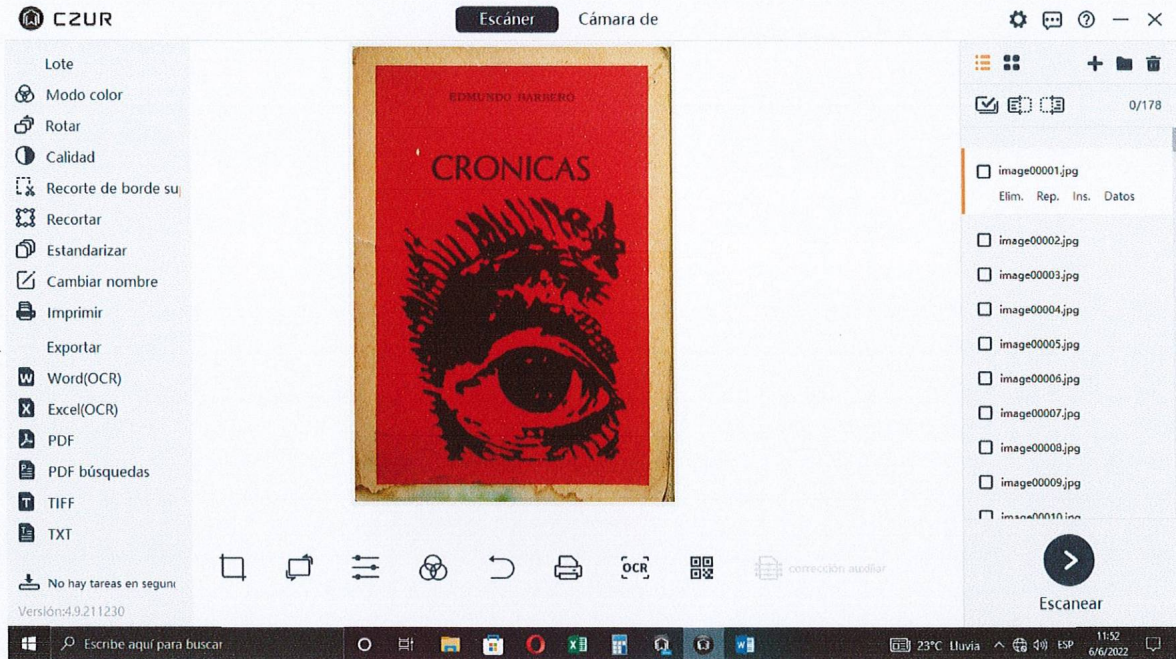 CZUR
Escáner
Cámara de
Lote
Modo color
Rotar
Calidad
Recorte de borde su
Recortar
Estandarizar
Cambiar nombre
Imprimir
Exportar
Word(OCR)
Excel(OCR)
PDF
PDF búsquedas
TIFF
TXT
No hay tareas en segun
Versión:4.9.211230
EDMUNDO BARBERO
CRONICAS
OCR
corrección auxiliar
0/178
image00001.jpg
Elim. Rep. Ins. Datos
image00002.jpg
image00003.jpg
image00004.jpg
image00005.jpg
image00006.jpg
image00007.jpg
image00008.jpg
image00009.jpg
image00010.jpg
Escanear
Escribe aquí para buscar
23°C Lluvia
ESP
11:52
6/6/2022